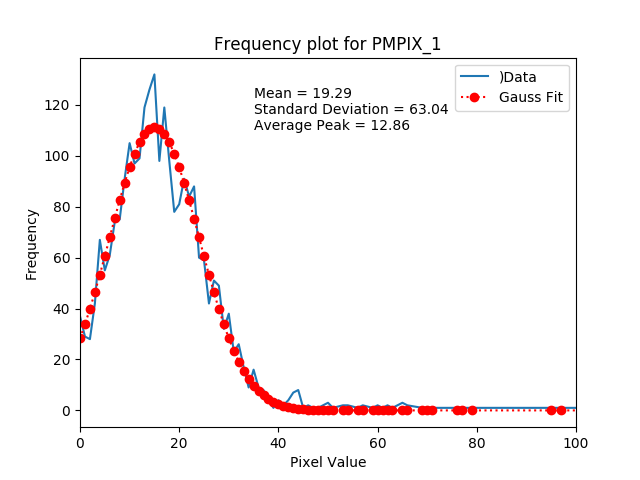 Frequency plot for PMPIX_1
)Data
Gauss Fit
Mean = 19.29
Standard Deviation = 63.04
Average Peak = 12.86
Frequency
120
100
80
60
40
20
0
0 20 40 60 80 100
Pixel Value